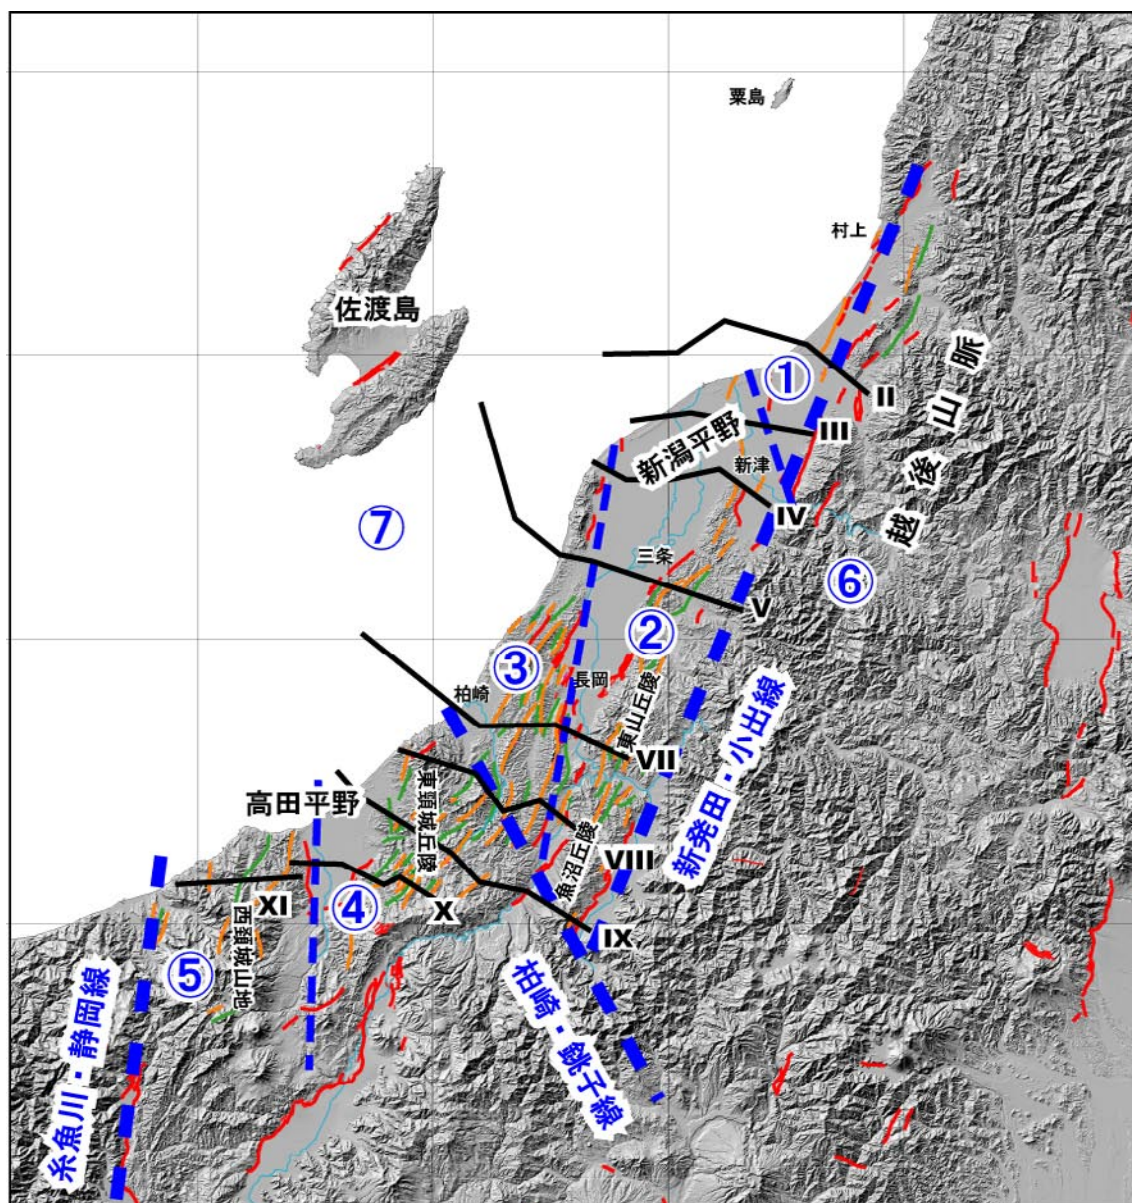 粟島
村上
佐渡島
①
II
越後山脈
III
新潟平野
新津
IV
⑦
三条
⑥
V
②
③
長岡
柏崎
東山丘陵
VII
新発田・小出線
東頸城丘陵
高田平野
魚沼丘陵
VIII
XI
④
X
IX
西頸城山地
⑤
柏崎・銚子線
糸魚川・静岡線